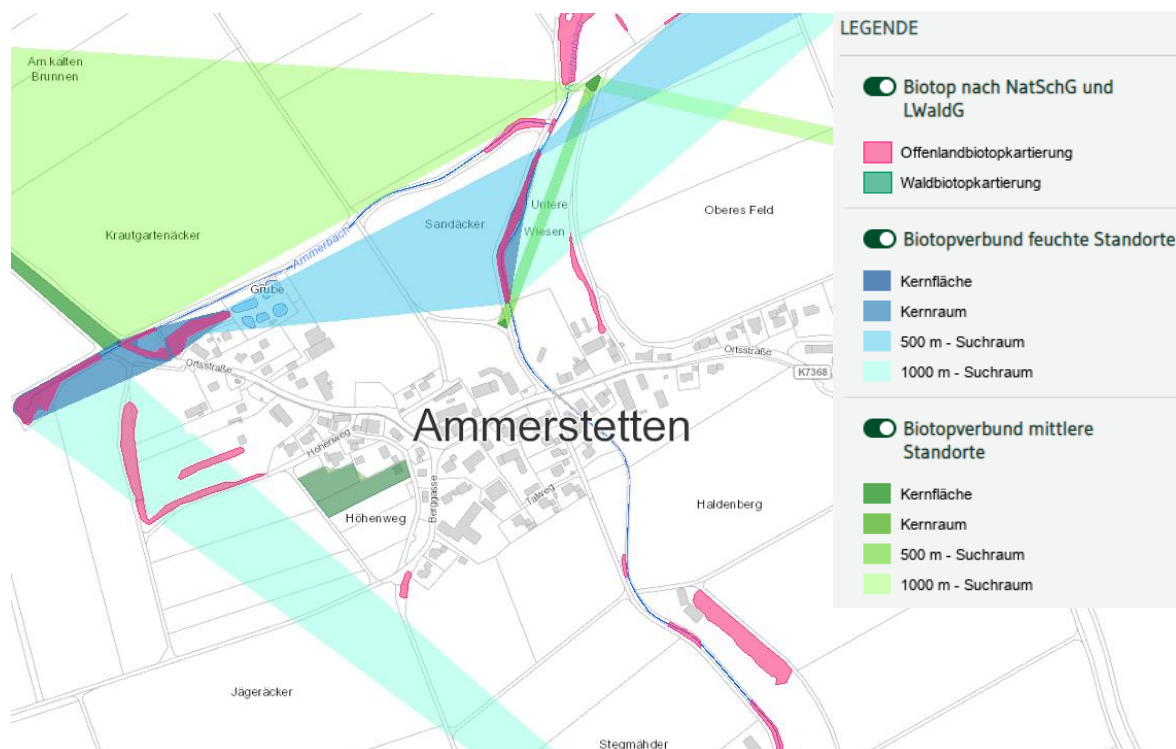 LEGENDE
Biotop nach NatSchG und
LWaldG
Offenlandbiotopkartierung
Waldbiotopkartierung
Biotopverbund feuchte Standorte
Kernfläche
Kernraum
500 m - Suchraum
1000 m - Suchraum
Biotopverbund mittlere
Standorte
Kernfläche
Kernraum
500 m - Suchraum
1000 m - Suchraum
Am kalten
Brunnen
Krautgartenäcker
Ammerbach
Sandäcker
Untere
Wiesen
Oberes Feld
Grube
Ortsstraße
Ortsstraße
K7368
Ammerstetten
Höhenweg
Höhenweg
Berggasse
Talweg
Haldenberg
Jägeräcker
Stegmähder